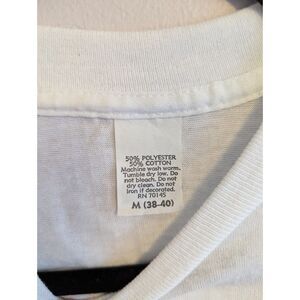 50% POLYESTER
50% COTTON
Machine wash warm.
Tumble dry low. Do
not bleach. Do not
dry clean. Do not
iron if decorated.
RN 70145
M (38-40)